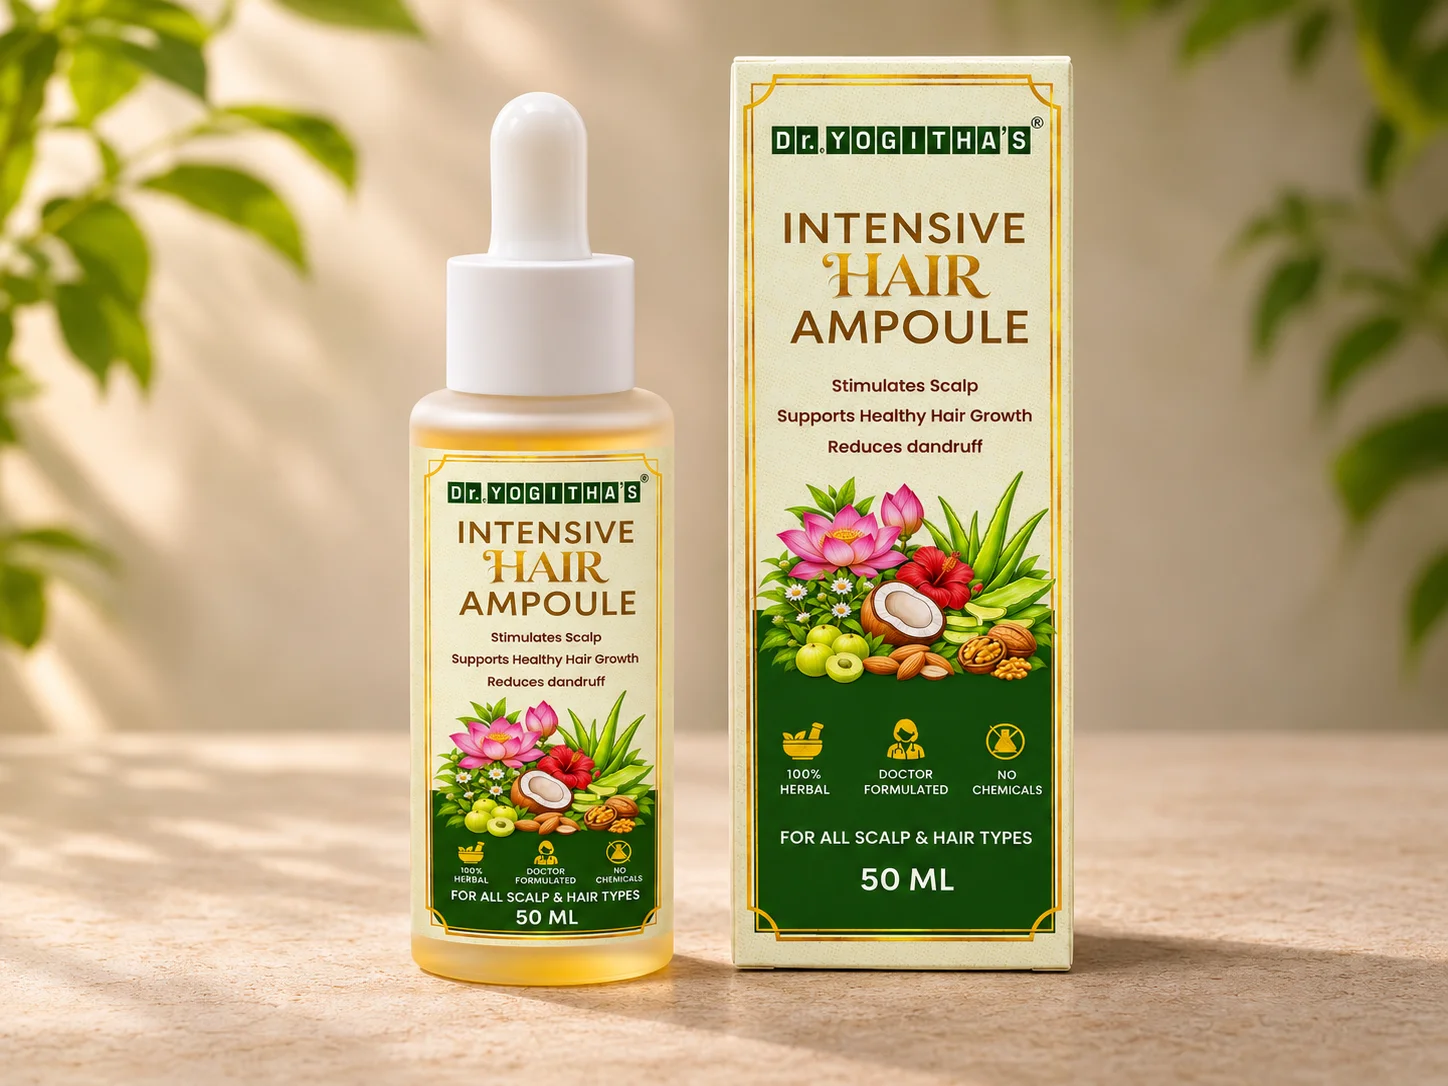 Dr. YOGITHA'S®
INTENSIVE
HAIR
AMPOULE
Stimulates Scalp
Supports Healthy Hair Growth
Reduces dandruff
100%
HERBAL
DOCTOR
FORMULATED
NO
CHEMICALS
FOR ALL SCALP & HAIR TYPES
50 ML
Dr. YOGITHA'S®
INTENSIVE
HAIR
AMPOULE
Stimulates Scalp
Supports Healthy Hair Growth
Reduces dandruff
100%
HERBAL
DOCTOR
FORMULATED
NO
CHEMICALS
FOR ALL SCALP & HAIR TYPES
50 ML